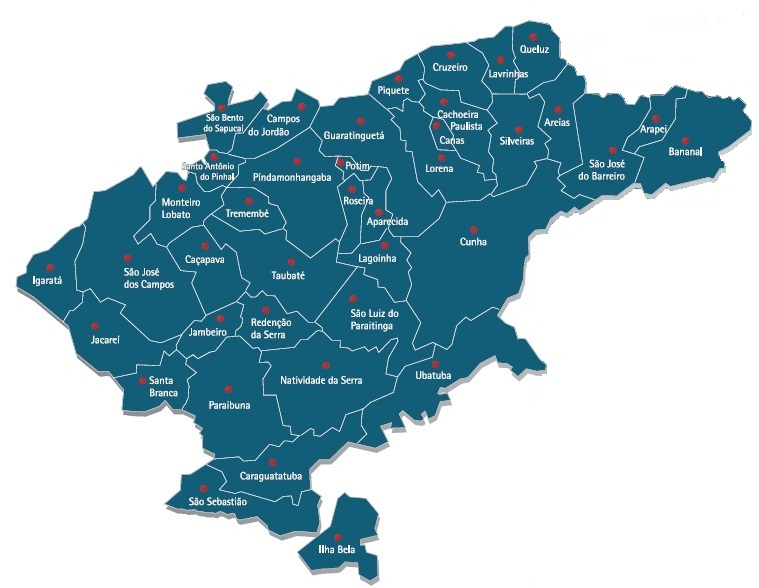 Queluz
Cruzeiro
Lavrinhas
Piquete
São Bento
do Sapucaí
Campos
do Jordão
Guaratinguetá
Cachoeira
Paulista
Canas
Silveiras
Areias
Arapeí
Bananal
São José
do Barreiro
Lorena
Santo Antônio
do Pinhal
Pindamonhangaba
Potim
Monteiro
Lobato
Tremembé
Roseira
Aparecida
Cunha
Lagoinha
Caçapava
Taubaté
São José
dos Campos
Igaratá
Jacareí
Jambeiro
Redenção
da Serra
São Luiz do
Paraitinga
Santa
Branca
Paraibuna
Natividade da Serra
Ubatuba
Caraguatatuba
São Sebastião
Ilha Bela